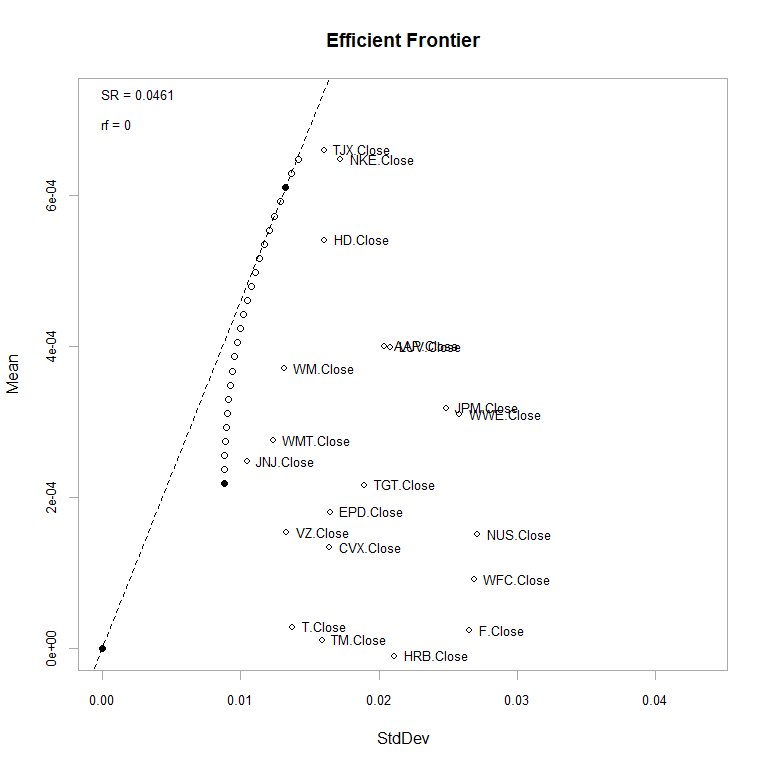 Efficient Frontier
SR = 0.0461
rf = 0
TJX.Close
NKE.Close
HD.Close
LUV.Close
WM.Close
JPM.Close
WWE.Close
WMT.Close
JNJ.Close
TGT.Close
EPD.Close
VZ.Close
NUS.Close
CVX.Close
WFC.Close
T.Close
F.Close
TM.Close
HRB.Close
Mean
6e-04
4e-04
2e-04
0e+00
0.00 0.01 0.02 0.03 0.04
StdDev